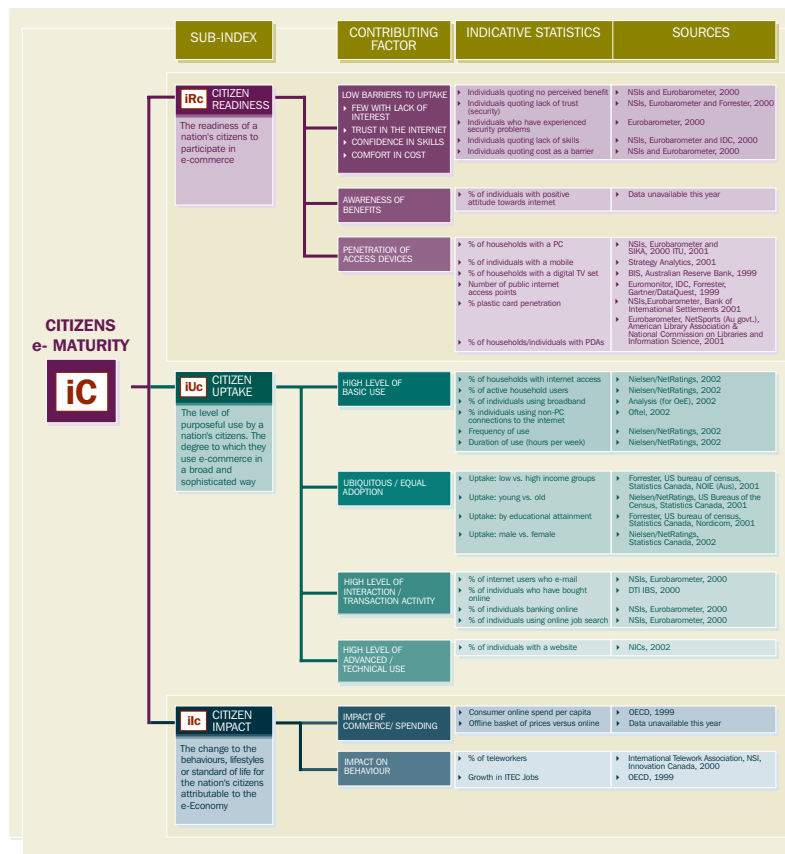 SUB-INDEX
CONTRIBUTING
FACTOR
INDICATIVE STATISTICS
SOURCES
CITIZENS
e- MATURITY
iC
iRc
CITIZEN
READINESS
The readiness of a
nation's citizens to
participate in
e-commerce
LOW BARRIERS TO UPTAKE
FEW WITH LACK OF
INTEREST
TRUST IN THE INTERNET
CONFIDENCE IN SKILLS
COMFORT IN COST
Individuals quoting no perceived benefit
Individuals quoting lack of trust
(security)
Individuals who have experienced
security problems
Individuals quoting lack of skills
Individuals quoting cost as a barrier
NSIs and Eurobarometer, 2000
NSIs, Eurobarometer and Forrester, 2000
Eurobarometer, 2000
NSIs, Eurobarometer and IDC, 2000
NSIs and Eurobarometer, 2000
AWARENESS OF
BENEFITS
% of individuals with positive
attitude towards internet
Data unavailable this year
PENETRATION OF
ACCESS DEVICES
% of households with a PC
% of individuals with a mobile
% of households with a digital TV set
Number of public internet
access points
% plastic card penetration
% of households/individuals with PDAs
NSIs, Eurobarometer and
SIKA, 2000 ITU, 2001
Strategy Analytics, 2001
BIS, Australian Reserve Bank, 1999
Euromonitor, IDC, Forrester,
Gartner/DataQuest, 1999
NSIs,Eurobarometer, Bank of
International Settlements 2001
Eurobarometer, NetSports (Au govt.),
American Library Association &
National Commission on Libraries and
Information Science, 2001
iUc
CITIZEN
UPTAKE
The level of
purposeful use by a
nation's citizens. The
degree to which they
use e-commerce in
a broad and
sophisticated way
HIGH LEVEL OF
BASIC USE
% of households with internet access
% of active household users
% of individuals using broadband
% individuals using non-PC
connections to the internet
Frequency of use
Duration of use (hours per week)
Nielsen/NetRatings, 2002
Nielsen/NetRatings, 2002
Analysis (for OeE), 2002
Oftel, 2002
Nielsen/NetRatings, 2002
Nielsen/NetRatings, 2002
UBIQUITOUS / EQUAL
ADOPTION
Uptake: low vs. high income groups
Uptake: young vs. old
Uptake: by educational attainment
Uptake: male vs. female
Forrester, US bureau of census,
Statistics Canada, NOIE (Aus), 2001
Nielsen/NetRatings, US Bureaus of the
Census, Statistics Canada, 2001
Forrester, US bureau of census,
Statistics Canada, Nordicom, 2001
Nielsen/NetRatings,
Statistics Canada, 2002
HIGH LEVEL OF
INTERACTION /
TRANSACTION ACTIVITY
% of internet users who e-mail
% of individuals who have bought
online
% of individuals banking online
% of individuals using online job search
NSIs, Eurobarometer, 2000
DTI IBS, 2000
NSIs, Eurobarometer, 2000
NSIs, Eurobarometer, 2000
HIGH LEVEL OF
ADVANCED /
TECHNICAL USE
% of individuals with a website
NICs, 2002
iIc
CITIZEN
IMPACT
The change to the
behaviours, lifestyles
or standard of life for
the nation's citizens
attributable to the
e-Economy
IMPACT OF
COMMERCE/ SPENDING
Consumer online spend per capita
Offline basket of prices versus online
OECD, 1999
Data unavailable this year
IMPACT ON
BEHAVIOUR
% of teleworkers
Growth in ITEC Jobs
International Telework Association, NSI,
Innovation Canada, 2000
OECD, 1999